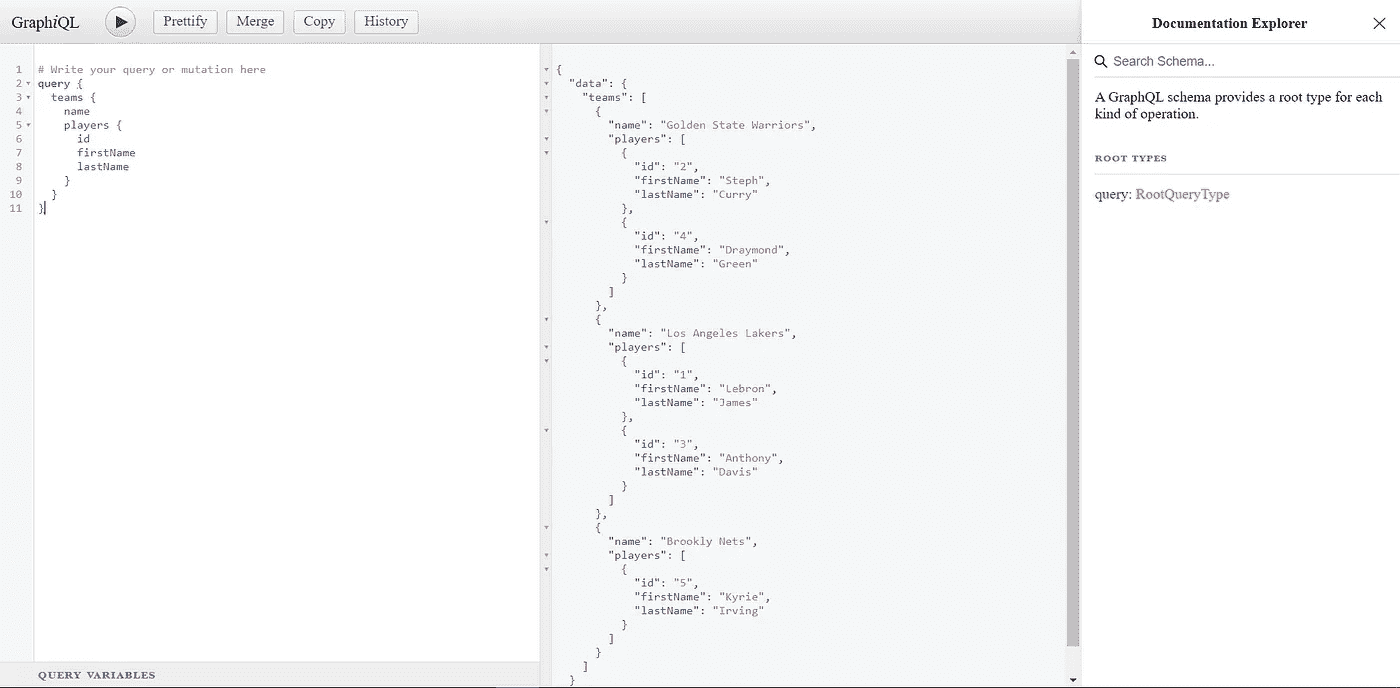 GraphiQL Prettify Merge Copy History
1 # Write your query or mutation here
2 query {
3 teams {
4 name
5 players {
6 id
7 firstName
8 lastName
9 }
10 }
11 }
QUERY VARIABLES
{
"data": {
"teams": [
{
"name": "Golden State Warriors",
"players": [
{
"id": "2",
"firstName": "Steph",
"lastName": "Curry"
},
{
"id": "4",
"firstName": "Draymond",
"lastName": "Green"
}
]
},
{
"name": "Los Angeles Lakers",
"players": [
{
"id": "1",
"firstName": "Lebron",
"lastName": "James"
},
{
"id": "3",
"firstName": "Anthony",
"lastName": "Davis"
}
]
},
{
"name": "Brookly Nets",
"players": [
{
"id": "5",
"firstName": "Kyrie",
"lastName": "Irving"
}
]
}
]
}
Documentation Explorer
Search Schema...
A GraphQL schema provides a root type for each
kind of operation.
ROOT TYPES
query: RootQueryType